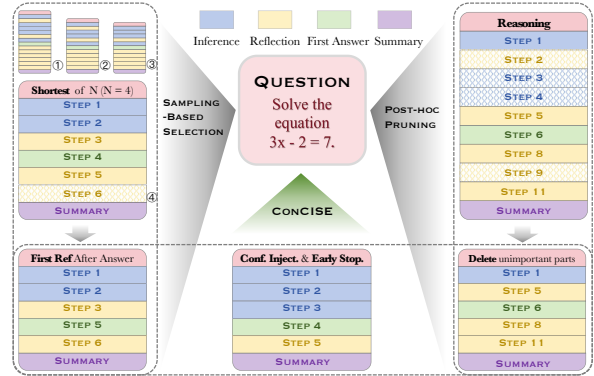 Inference
Reflection
First Answer
Summary
①
②
③
Shortest of N (N = 4)
STEP 1
STEP 2
STEP 3
STEP 4
STEP 5
STEP 6
④
SUMMARY
SAMPLING
-BASED
SELECTION
QUESTION
Solve the
equation
3x - 2 = 7.
CONCISE
POST-HOC
PRUNING
Reasoning
STEP 1
STEP 2
STEP 3
STEP 4
STEP 5
STEP 6
STEP 8
STEP 9
STEP 11
SUMMARY
First Ref After Answer
STEP 1
STEP 2
STEP 3
STEP 5
STEP 6
SUMMARY
Conf. Inject. & Early Stop.
STEP 1
STEP 2
STEP 3
STEP 4
STEP 5
SUMMARY
Delete unimportant parts
STEP 1
STEP 5
STEP 6
STEP 8
STEP 11
SUMMARY